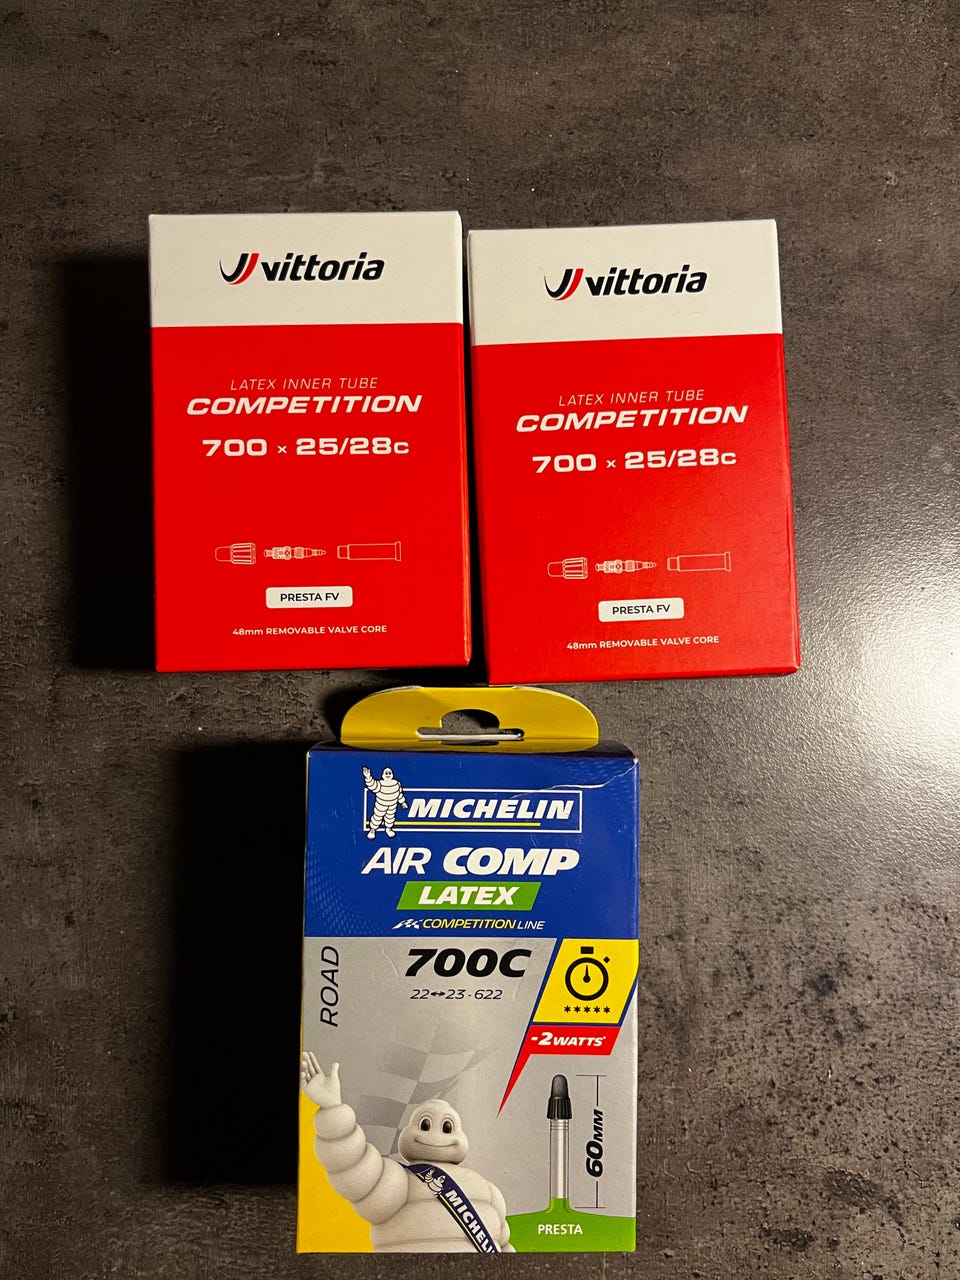 vittoria
LATEX INNER TUBE
COMPETITION
700 x 25/28c
PRESTA FV
48mm REMOVABLE VALVE CORE
vittoria
LATEX INNER TUBE
COMPETITION
700 x 25/28c
PRESTA FV
48mm REMOVABLE VALVE CORE
MICHELIN
AIR COMP
LATEX
COMPETITION LINE
ROAD
700C
22↔23-622
*****
-2WATTS*
60MM
MICHELIN
PRESTA